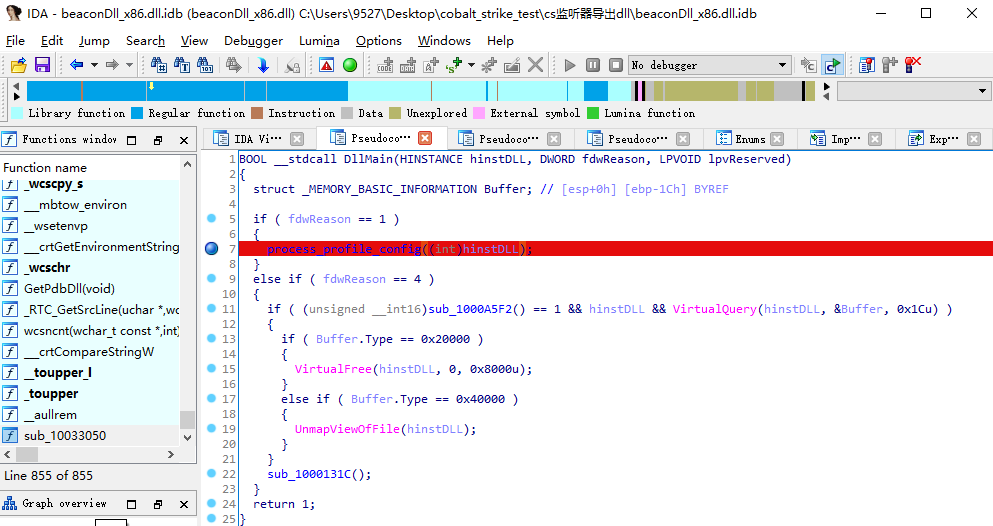 IDA - beaconDll_x86.dll.idb (beaconDll_x86.dll) C:\Users\9527\Desktop\cobalt_strike_test\cs监听器导出dll\beaconDll_x86.dll.idb
File Edit Jump Search View Debugger Lumina Options Windows Help
No debugger
Library function Regular function Instruction Data Unexplored External symbol Lumina function
Functions window
IDA Vi··· Pseudoco··· Pseudoco··· Pseudoco··· Enums Imp··· Exp···
Function name
_wcscpy_s
___mbtow_environ
__wsetenvp
___crtGetEnvironmentString
_wcschr
GetPdbDll(void)
_RTC_GetSrcLine(uchar *,wc
wcsncnt(wchar_t const *,int)
___crtCompareStringW
__toupper_l
_toupper
__aullrem
sub_10033050
Line 855 of 855
Graph overview
1 BOOL __stdcall DllMain(HINSTANCE hinstDLL, DWORD fdwReason, LPVOID lpvReserved)
2 {
3 struct _MEMORY_BASIC_INFORMATION Buffer; // [esp+0h] [ebp-1Ch] BYREF
4
5 if ( fdwReason == 1 )
6 {
7 process_profile_config((int)hinstDLL);
8 }
9 else if ( fdwReason == 4 )
10 {
11 if ( (unsigned __int16)sub_1000A5F2() == 1 && hinstDLL && VirtualQuery(hinstDLL, &Buffer, 0x1Cu) )
12 {
13 if ( Buffer.Type == 0x20000 )
14 {
15 VirtualFree(hinstDLL, 0, 0x8000u);
16 }
17 else if ( Buffer.Type == 0x40000 )
18 {
19 UnmapViewOfFile(hinstDLL);
20 }
21 }
22 sub_1000131C();
23 }
24 return 1;
25 }